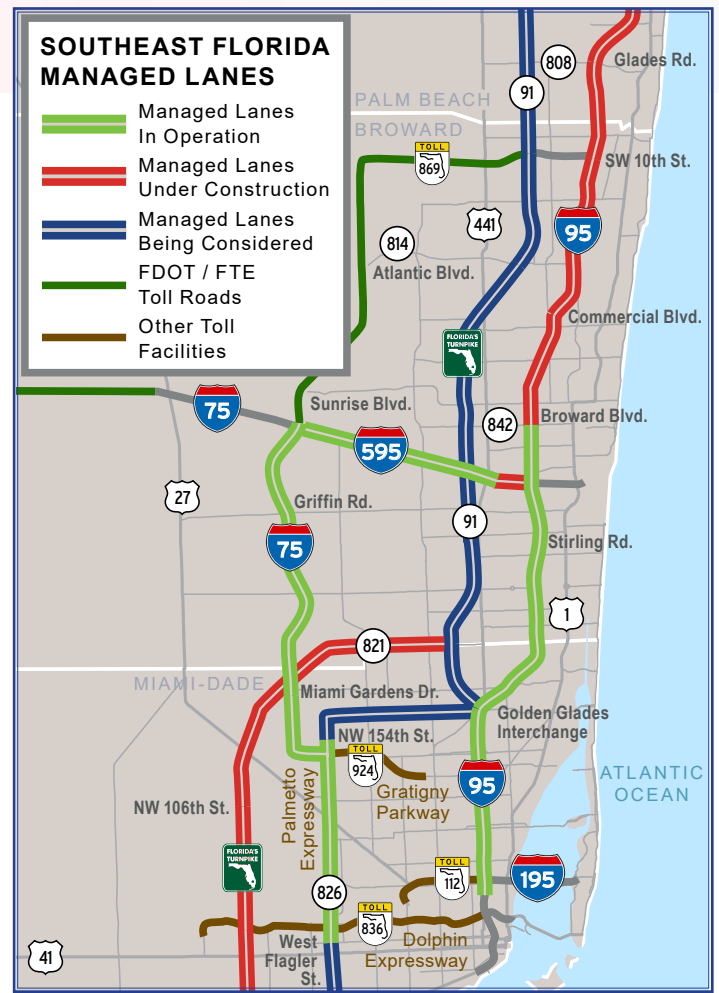 SOUTHEAST FLORIDA
MANAGED LANES
Managed Lanes
In Operation
Managed Lanes
Under Construction
Managed Lanes
Being Considered
FDOT / FTE
Toll Roads
Other Toll
Facilities
808
Glades Rd.
91
PALM BEACH
BROWARD
TOLL
869
SW 10th St.
441
95
814
Atlantic Blvd.
Commercial Blvd.
FLORIDA'S
TURNPIKE
75
Sunrise Blvd.
842
Broward Blvd.
595
27
Griffin Rd.
91
75
Stirling Rd.
1
821
MIAMI-DADE
Miami Gardens Dr.
Golden Glades
Interchange
NW 154th St.
TOLL
924
95
ATLANTIC
OCEAN
Palmetto
Expressway
Gratigny
Parkway
NW 106th St.
FLORIDA'S
TURNPIKE
TOLL
112
195
826
TOLL
836
Dolphin
Expressway
West
Flagler
St.
41